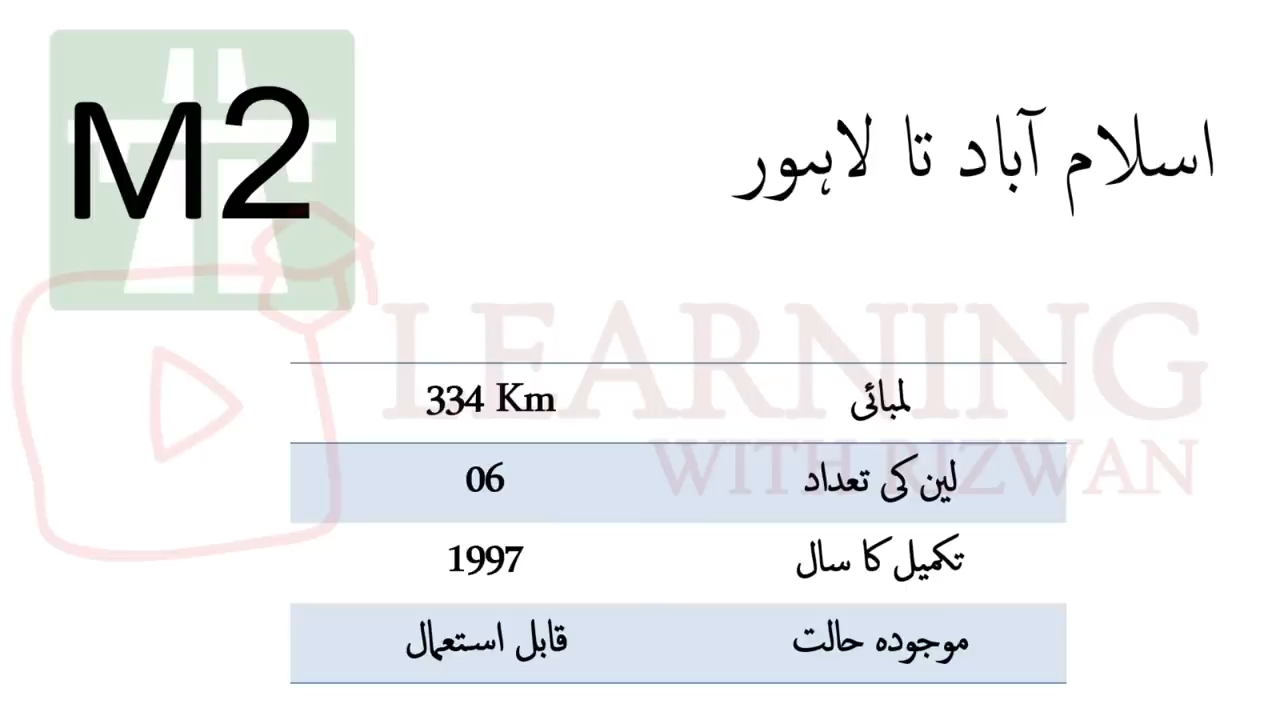 M2
اسلام آباد تا لاہور
LEARNING
WITH RIZWAN
لمبائی 334 Km
لین کی تعداد 06
تکمیل کا سال 1997
موجودہ حالت قابل استعمال